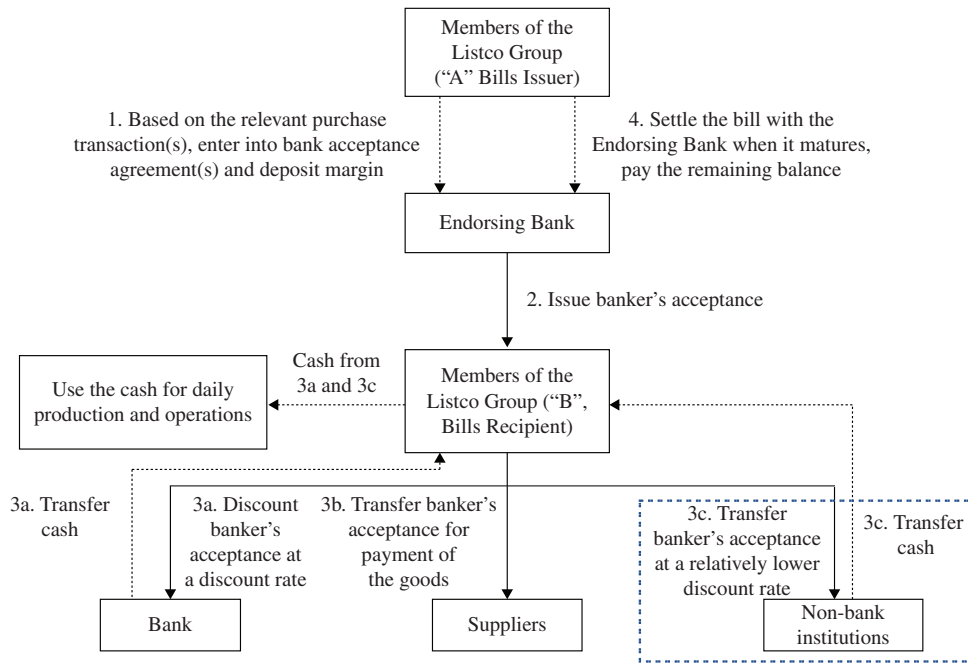 Members of the
Listco Group
(“A” Bills Issuer)
1. Based on the relevant purchase
transaction(s), enter into bank acceptance
agreement(s) and deposit margin
4. Settle the bill with the
Endorsing Bank when it matures,
pay the remaining balance
Endorsing Bank
2. Issue banker’s acceptance
Use the cash for daily
production and operations
Cash from
3a and 3c
Members of the
Listco Group (“B”,
Bills Recipient)
3a. Transfer
cash
3a. Discount
banker’s
acceptance at
a discount rate
3b. Transfer banker’s
acceptance for
payment of
the goods
3c. Transfer
banker’s acceptance
at a relatively lower
discount rate
3c. Transfer
cash
Bank
Suppliers
Non-bank
institutions